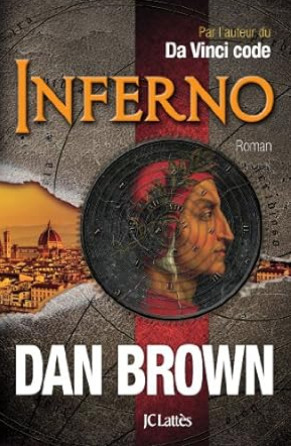 Par l'auteur du
Da Vinci code
INFERNO
Roman
DAN BROWN
JC Lattès